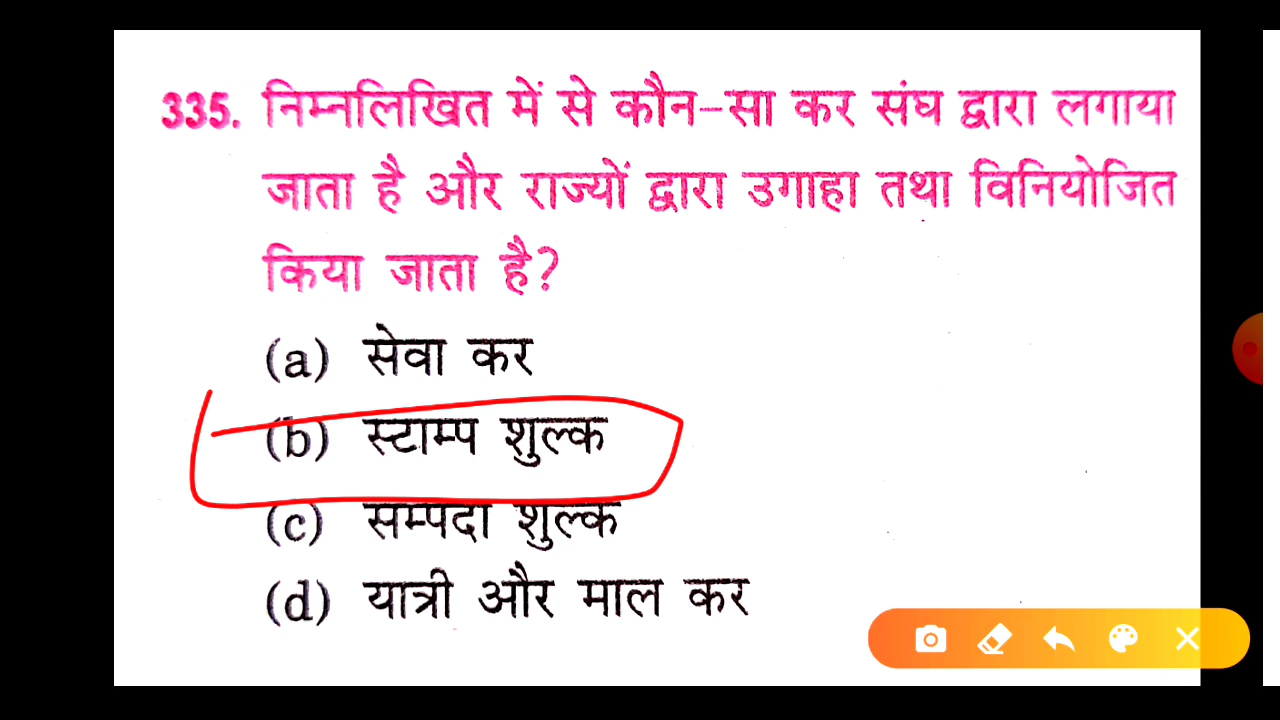 335. निम्नलिखित में से कौन-सा कर संघ द्वारा लगाया
जाता है और राज्यों द्वारा उगाहा तथा विनियोजित
किया जाता है?
(a) सेवा कर
(b) स्टाम्प शुल्क
(c) सम्पदा शुल्क
(d) यात्री और माल कर